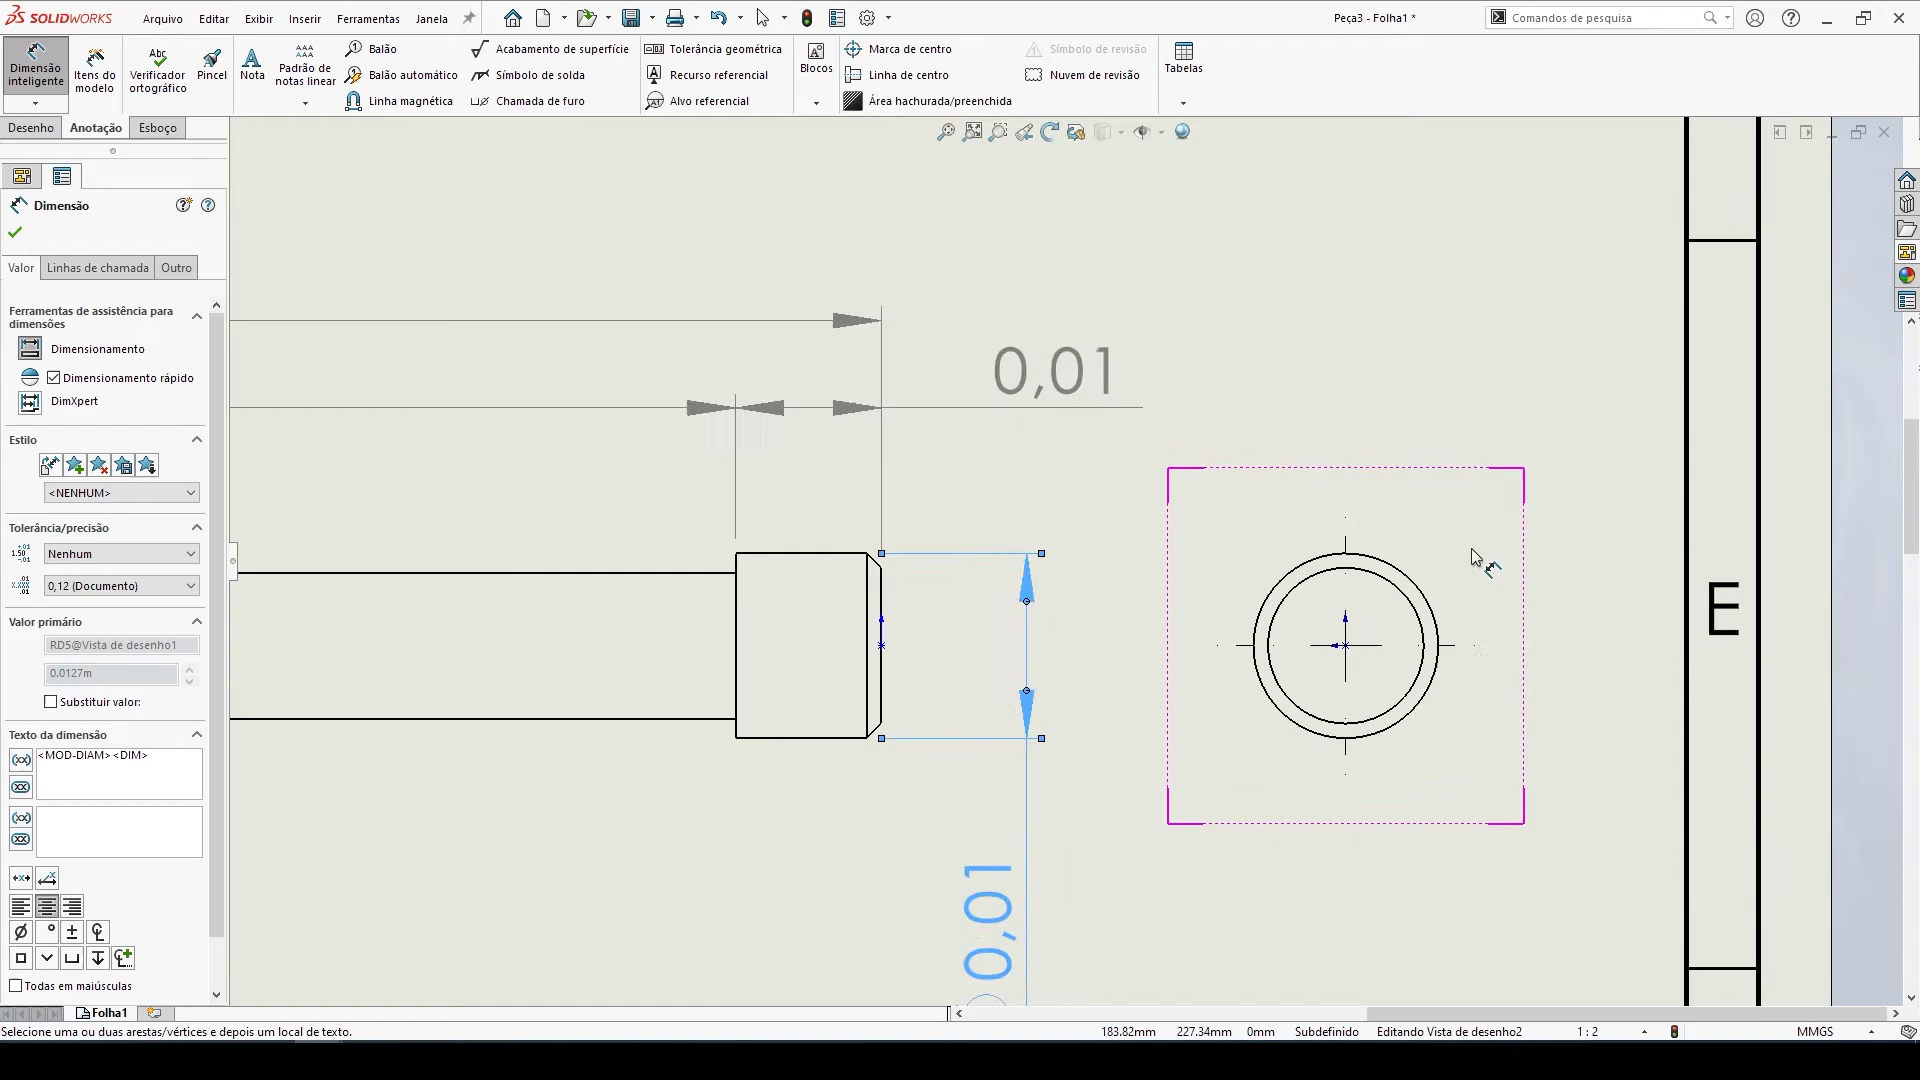 SOLIDWORKS
Arquivo Editar Exibir Inserir Ferramentas Janela
Peça3 - Folha1 *
Comandos de pesquisa
Dimensão inteligente
Itens do modelo
Verificador ortográfico
Pincel
Nota
Padrão de notas linear
Balão
Balão automático
Linha magnética
Acabamento de superfície
Símbolo de solda
Chamada de furo
Tolerância geométrica
Recurso referencial
Alvo referencial
Blocos
Marca de centro
Linha de centro
Área hachurada/preenchida
Símbolo de revisão
Nuvem de revisão
Tabelas
Desenho Anotação Esboço
Dimensão
Valor Linhas de chamada Outro
Ferramentas de assistência para
dimensões
Dimensionamento
Dimensionamento rápido
DimXpert
Estilo
<NENHUM>
Tolerância/precisão
Nenhum
0,12 (Documento)
Valor primário
RD5@Vista de desenho1
0.0127m
Substituir valor:
Texto da dimensão
<MOD-DIAM><DIM>
Todas em maiúsculas
0,01
0,01
E
Folha1
Selecione uma ou duas arestas/vértices e depois um local de texto.
183.82mm 227.34mm 0mm Subdefinido Editando Vista de desenho2 1 : 2 MMGS